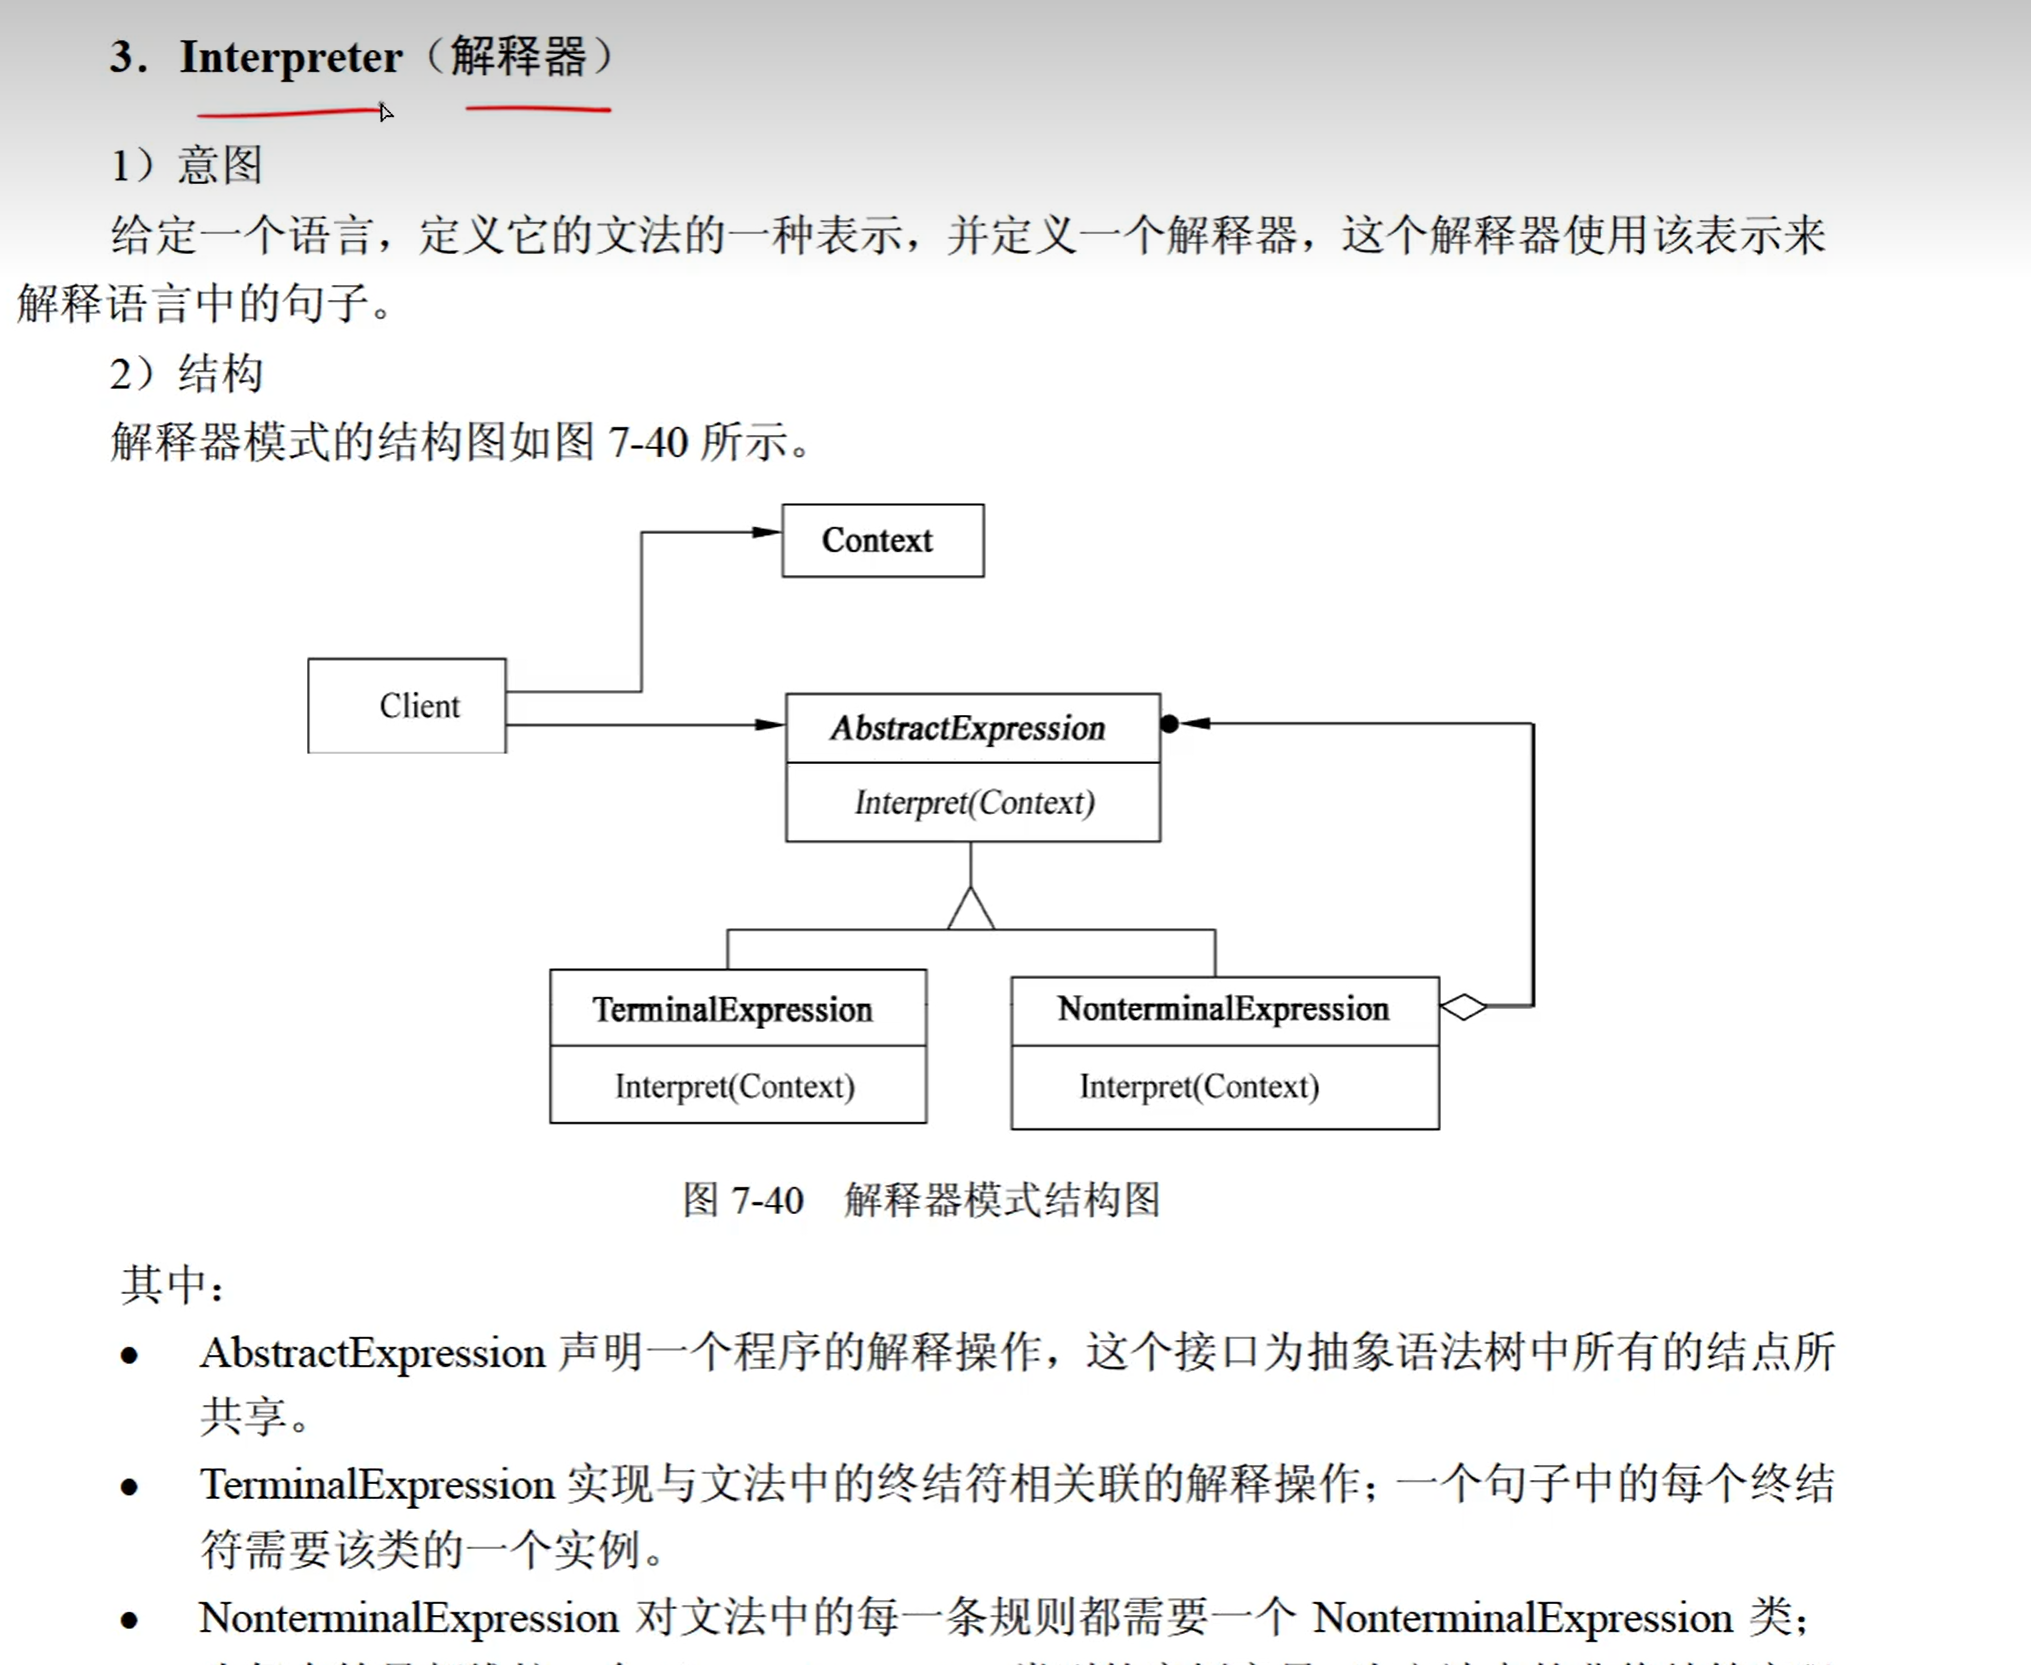 3. Interpreter（解释器）
1）意图
给定一个语言，定义它的文法的一种表示，并定义一个解释器，这个解释器使用该表示来
解释语言中的句子。
2）结构
解释器模式的结构图如图 7-40 所示。
Context
Client
AbstractExpression
Interpret(Context)
TerminalExpression
NonterminalExpression
Interpret(Context)
Interpret(Context)
图 7-40 解释器模式结构图
其中：
● AbstractExpression 声明一个程序的解释操作，这个接口为抽象语法树中所有的结点所
共享。
● TerminalExpression 实现与文法中的终结符相关联的解释操作；一个句子中的每个终结
符需要该类的一个实例。
● NonterminalExpression 对文法中的每一条规则都需要一个 NonterminalExpression 类；